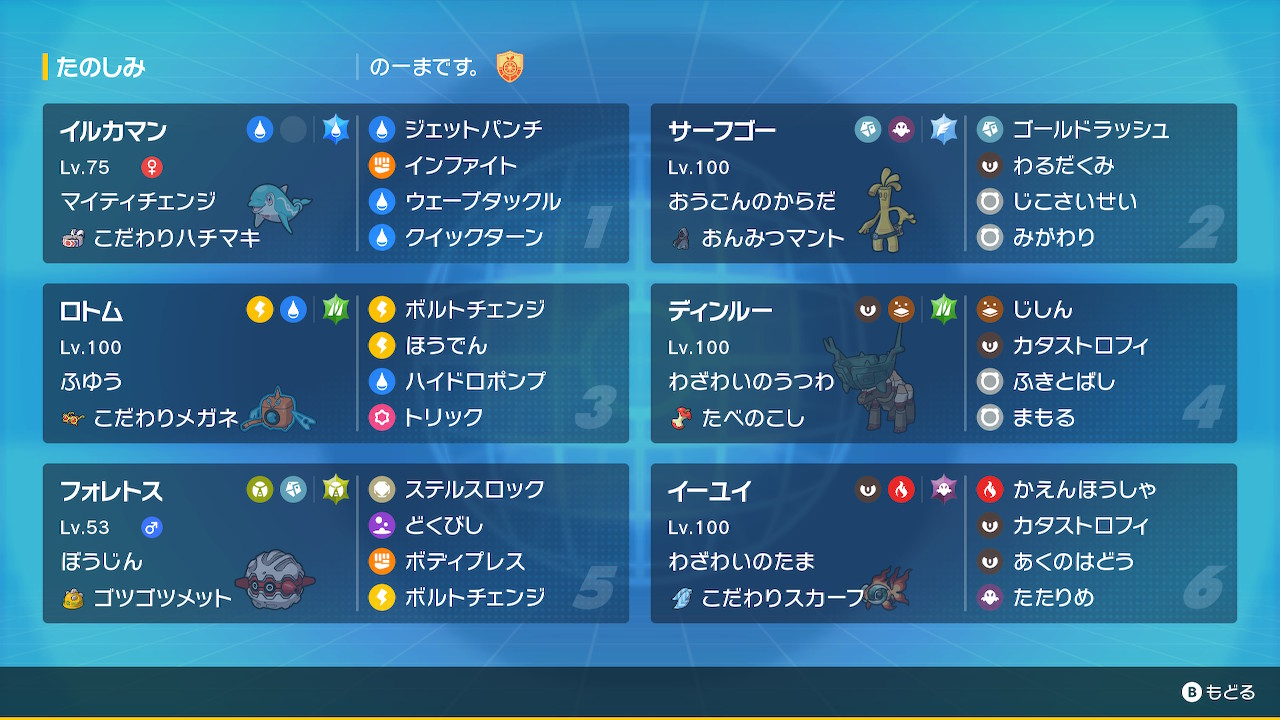 たのしみ
のーまです。
イルカマン
Lv.75
マイティチェンジ
こだわりハチマキ
ジェットパンチ
インファイト
ウェーブタックル
クイックターン
1
サーフゴー
Lv.100
おうごんのからだ
おんみつマント
ゴールドラッシュ
わるだくみ
じこさいせい
みがわり
2
ロトム
Lv.100
ふゆう
こだわりメガネ
ボルトチェンジ
ほうでん
ハイドロポンプ
トリック
3
ディンルー
Lv.100
わざわいのうつわ
たべのこし
じしん
カタストロフィ
ふきとばし
まもる
4
フォレトス
Lv.53
ぼうじん
ゴツゴツメット
ステルスロック
どくびし
ボディプレス
ボルトチェンジ
5
イーユイ
Lv.100
わざわいのたま
こだわりスカーフ
かえんほうしゃ
カタストロフィ
あくのはどう
たたりめ
6
B もどる